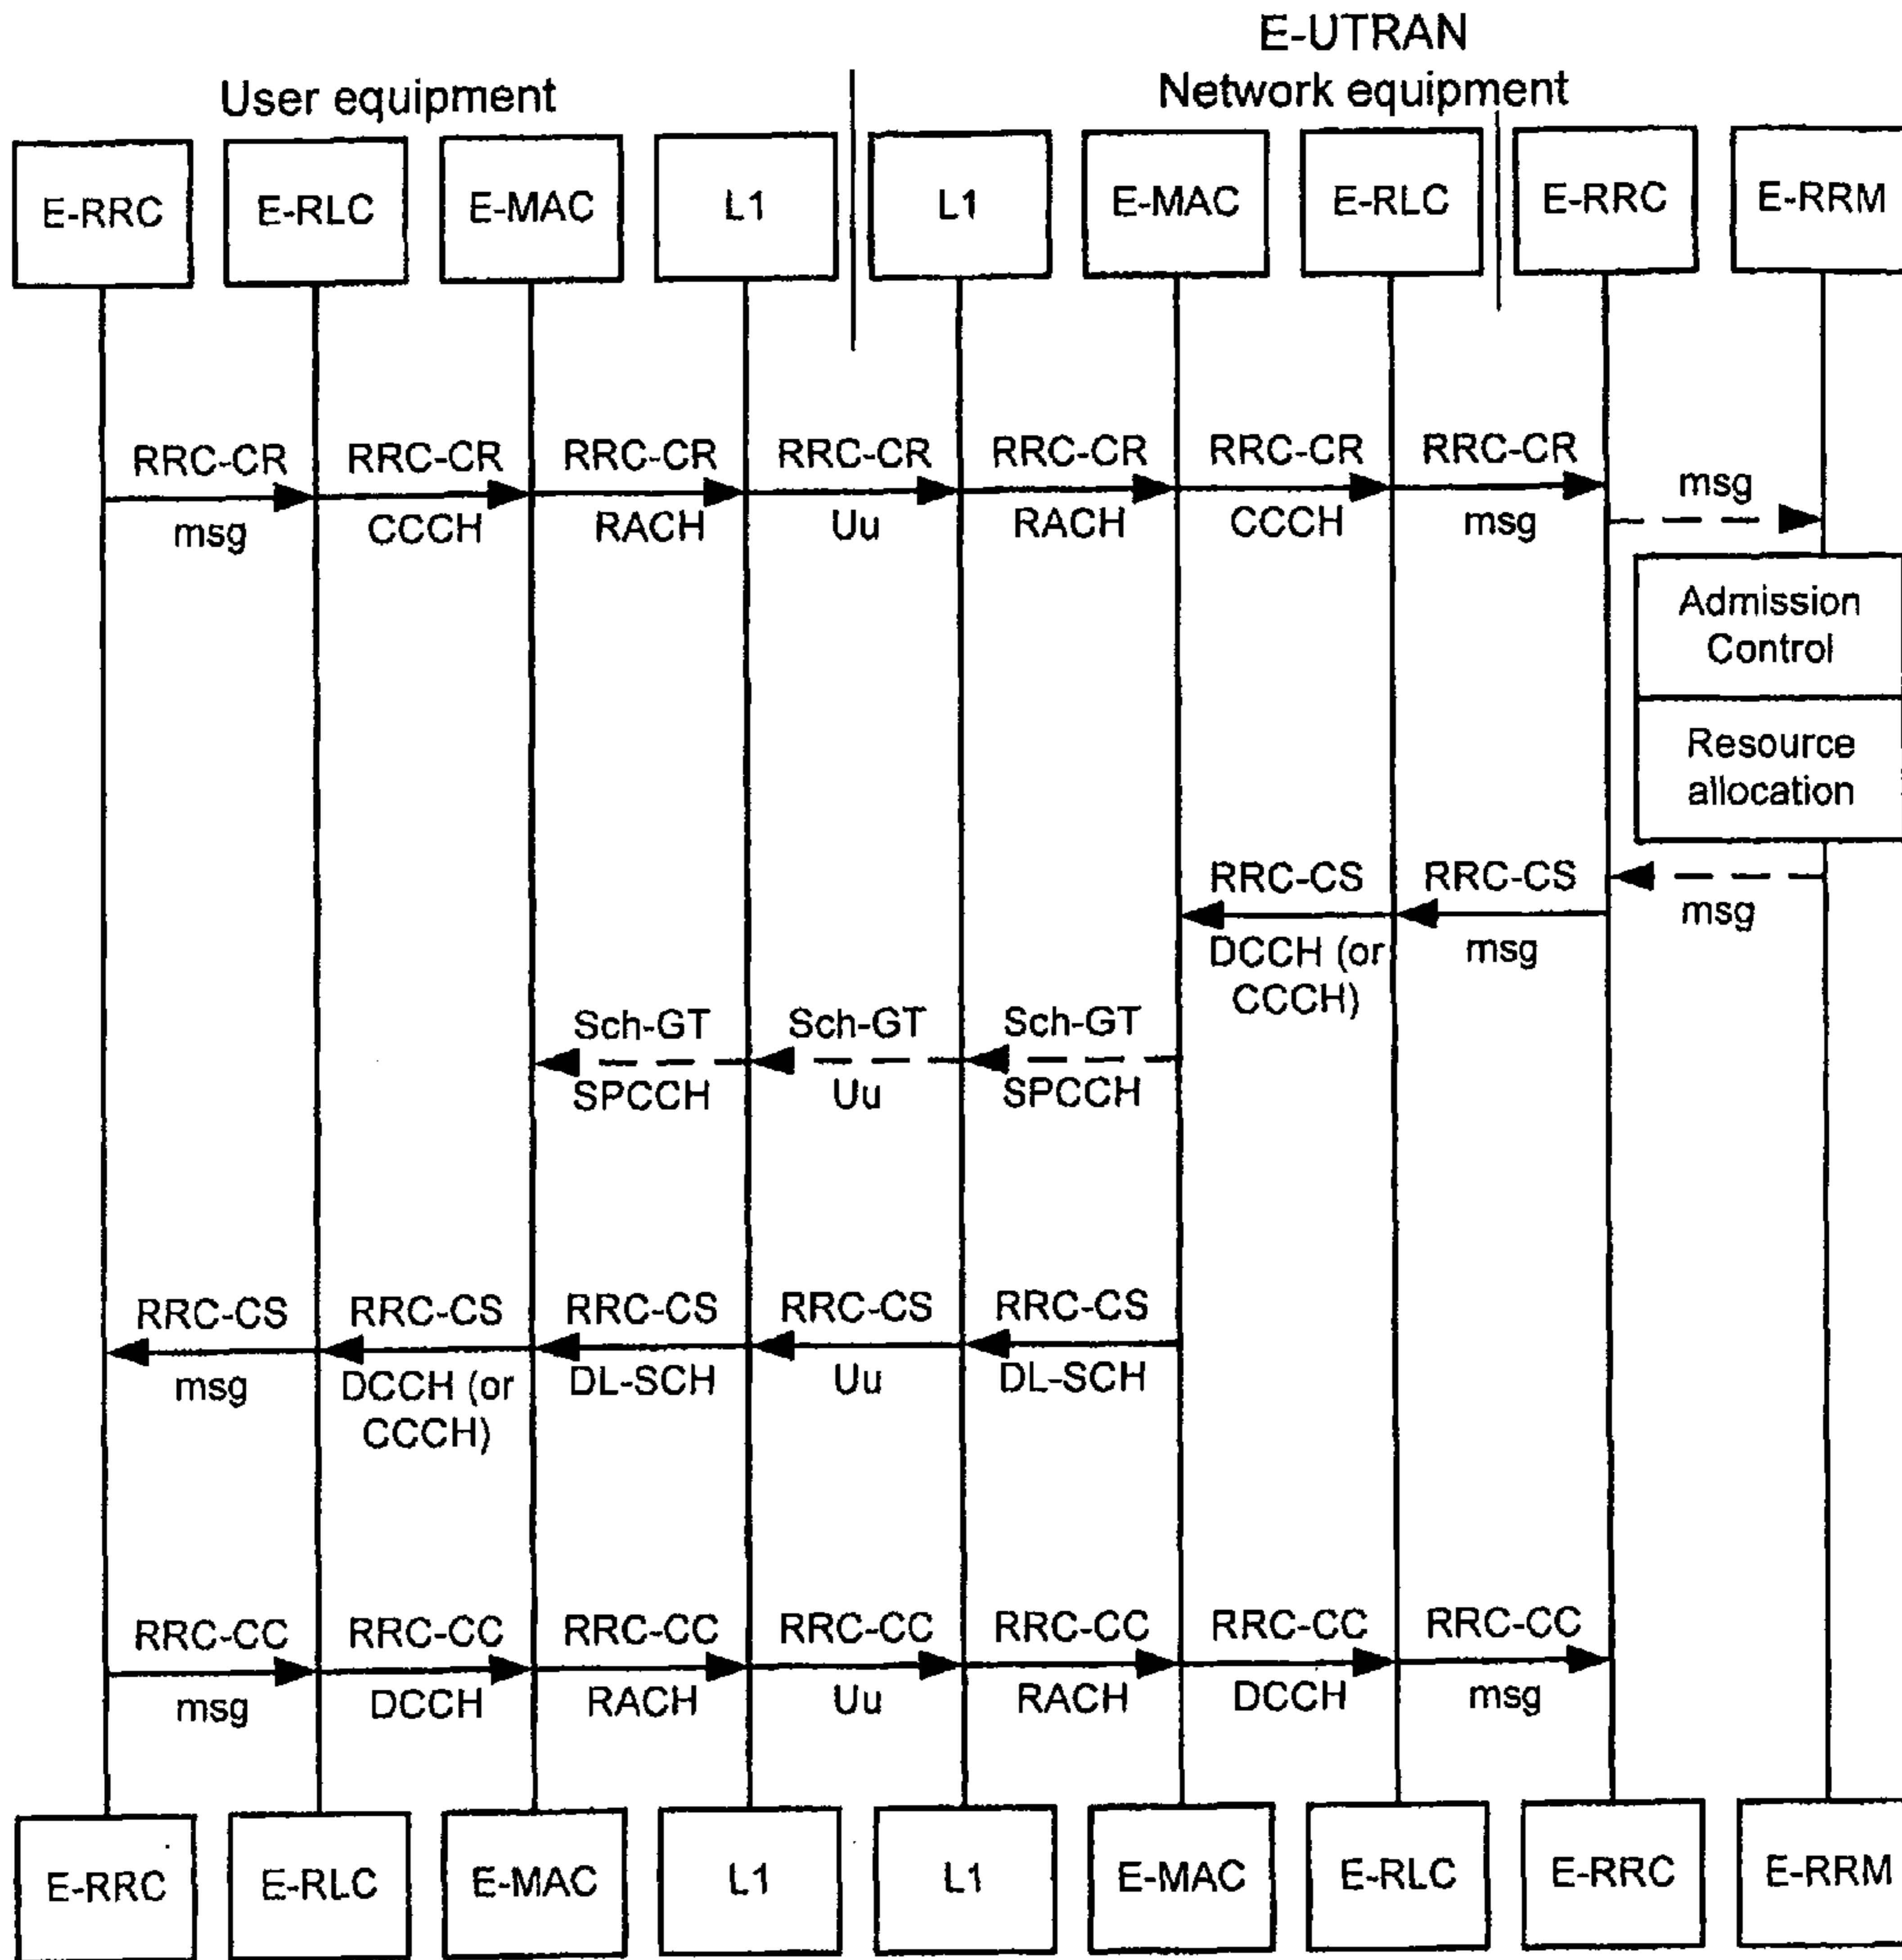 E-UTRAN
User equipment
Network equipment
E-RRC
E-RLC
E-MAC
L1
L1
E-MAC
E-RLC
E-RRC
E-RRM
RRC-CR
RRC-CR
RRC-CR
RRC-CR
RRC-CR
RRC-CR
RRC-CR
msg
msg
CCCH
RACH
Uu
RACH
CCCH
msg
Admission
Control
Resource
allocation
RRC-CS
RRC-CS
msg
DCCH (or
CCCH)
msg
Sch-GT
Sch-GT
Sch-GT
SPCCH
Uu
SPCCH
RRC-CS
RRC-CS
RRC-CS
RRC-CS
RRC-CS
msg
DCCH (or
CCCH)
DL-SCH
Uu
DL-SCH
RRC-CC
RRC-CC
RRC-CC
RRC-CC
RRC-CC
RRC-CC
RRC-CC
msg
DCCH
RACH
Uu
RACH
DCCH
msg
E-RRC
E-RLC
E-MAC
L1
L1
E-MAC
E-RLC
E-RRC
E-RRM